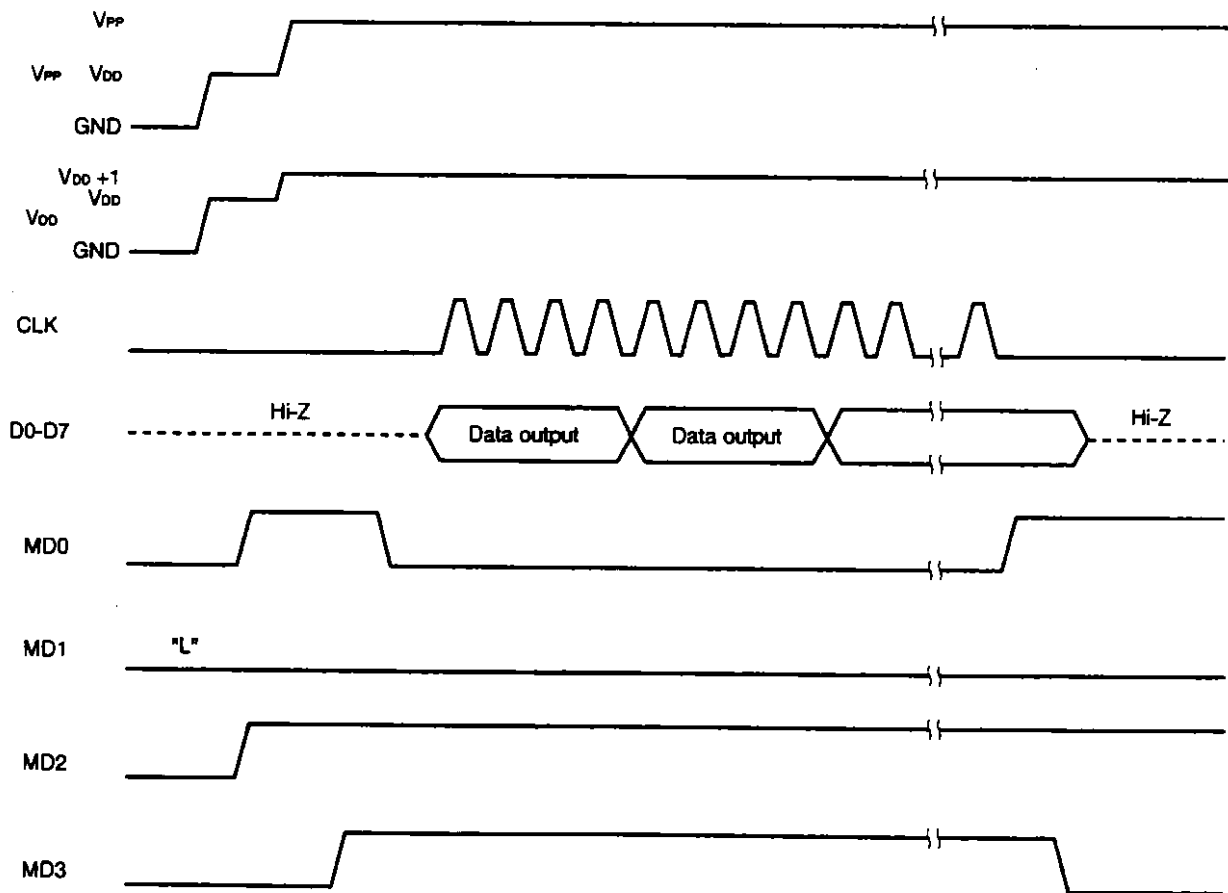 VPP
VPP VDD
GND
VDD +1
VDD
VDD
GND
CLK
Hi-Z
D0-D7
Data output
Data output
Hi-Z
MD0
MD1
"L"
MD2
MD3